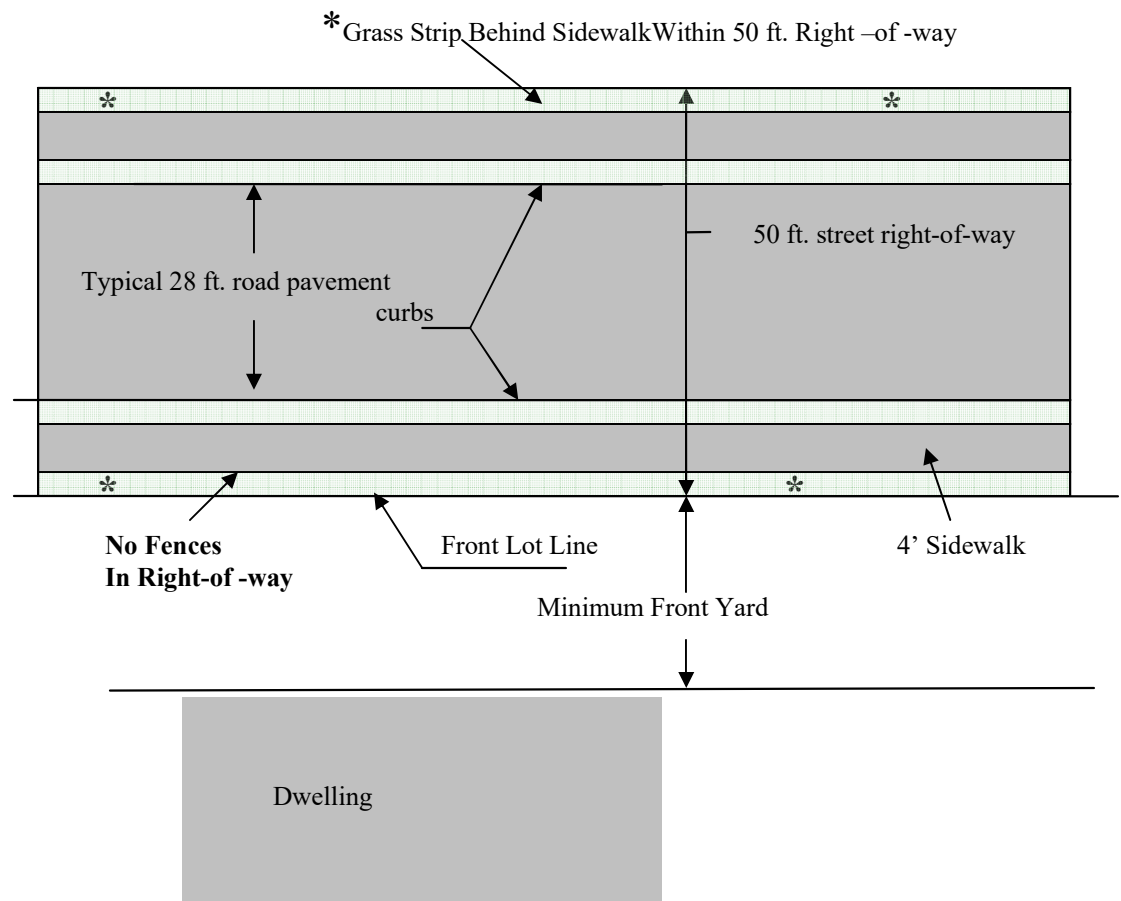 *Grass Strip Behind SidewalkWithin 50 ft. Right –of -way
*
*
50 ft. street right-of-way
Typical 28 ft. road pavement
curbs
*
*
No Fences
In Right-of -way
Front Lot Line
4’ Sidewalk
Minimum Front Yard
Dwelling